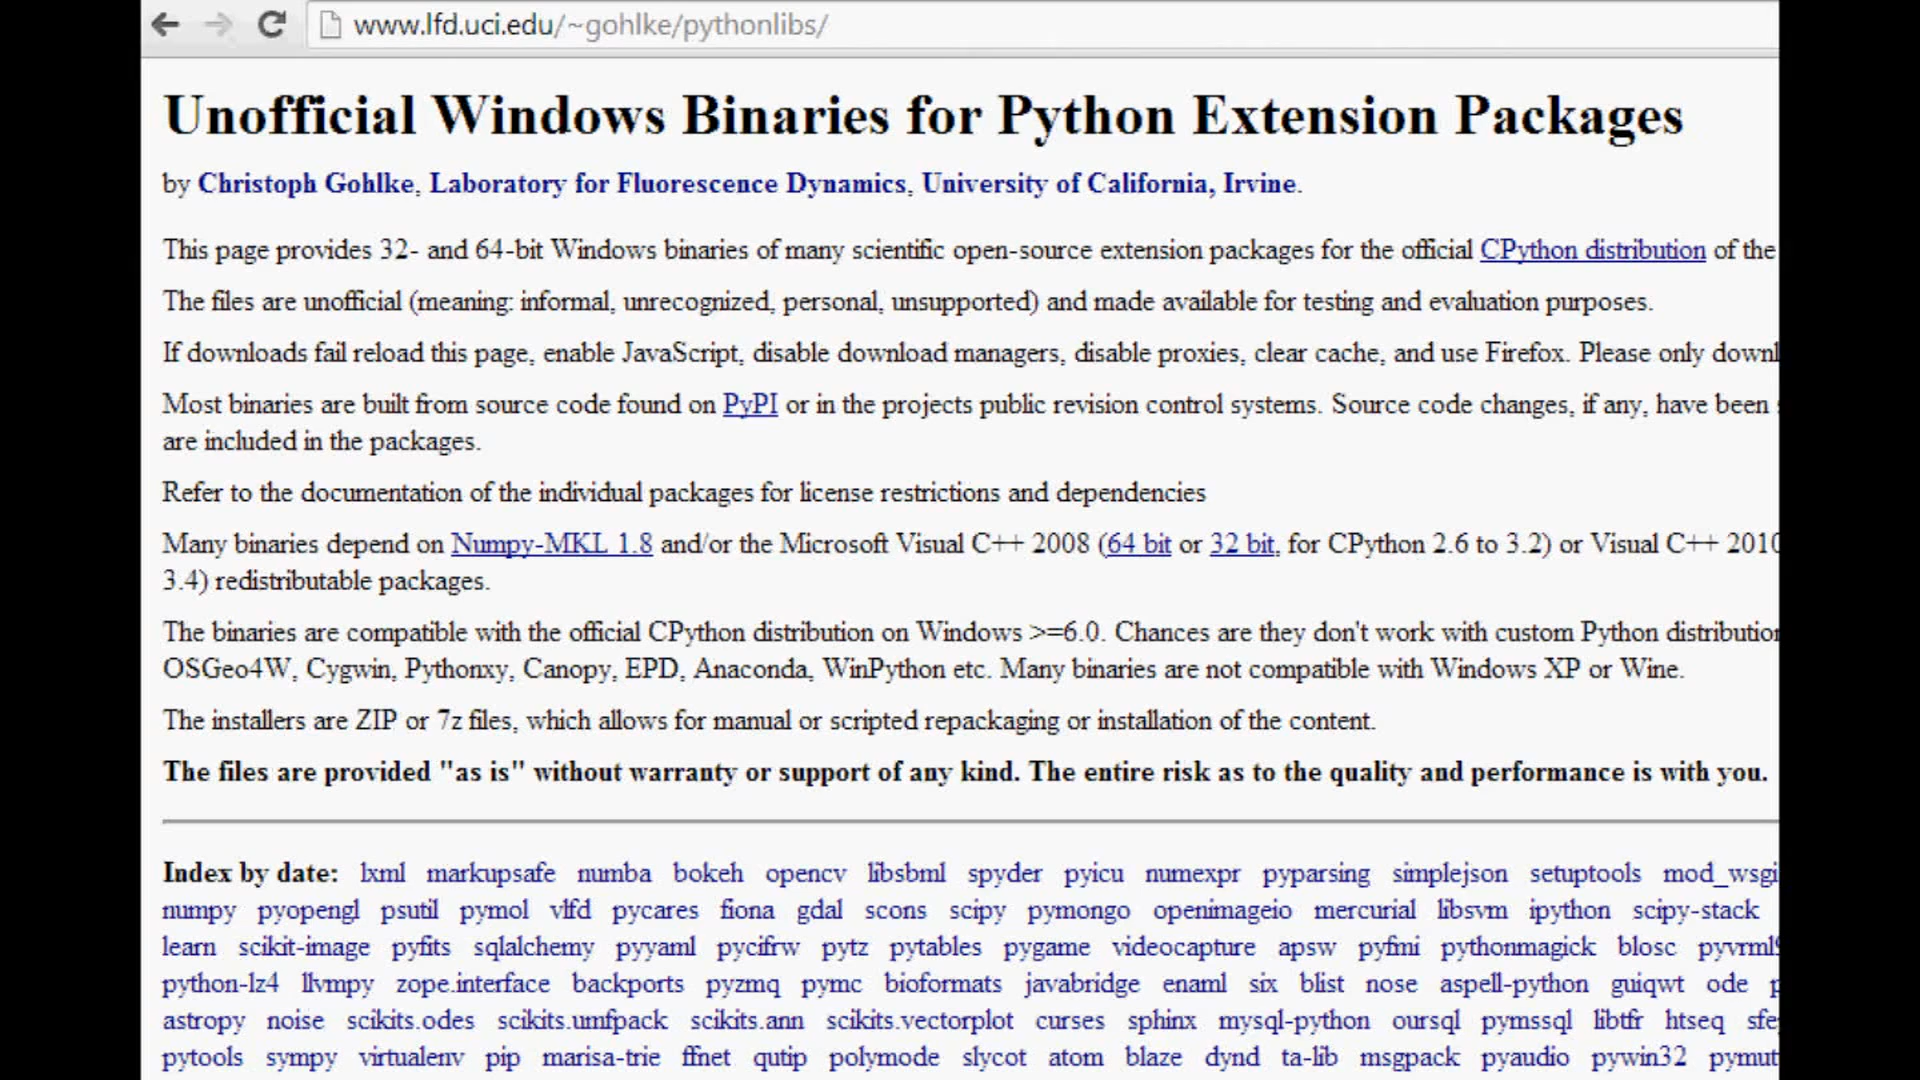 www.lfd.uci.edu/~gohlke/pythonlibs/
Unofficial Windows Binaries for Python Extension Packages
by Christoph Gohlke, Laboratory for Fluorescence Dynamics, University of California, Irvine.
This page provides 32- and 64-bit Windows binaries of many scientific open-source extension packages for the official CPython distribution of the
The files are unofficial (meaning: informal, unrecognized, personal, unsupported) and made available for testing and evaluation purposes.
If downloads fail reload this page, enable JavaScript, disable download managers, disable proxies, clear cache, and use Firefox. Please only
Most binaries are built from source code found on PyPI or in the projects public revision control systems. Source code changes, if any, have been
are included in the packages.
Refer to the documentation of the individual packages for license restrictions and dependencies
Many binaries depend on Numpy-MKL 1.8 and/or the Microsoft Visual C++ 2008 (64 bit or 32 bit, for CPython 2.6 to 3.2) or Visual C++ 2010
3.4) redistributable packages.
The binaries are compatible with the official CPython distribution on Windows >=6.0. Chances are they don't work with custom Python
OSGeo4W, Cygwin, Pythonxy, Canopy, EPD, Anaconda, WinPython etc. Many binaries are not compatible with Windows XP or Wine.
The installers are ZIP or 7z files, which allows for manual or scripted repackaging or installation of the content.
The files are provided "as is" without warranty or support of any kind. The entire risk as to the quality and performance is with you.
Index by date: lxml markupsafe numba bokeh opencv libsbml spyder pyicu numexpr pyparsing simplejson setuptools mod_wsgi
numpy pyopengl psutil pymol vlfd pycares fiona gdal scons scipy pymongo openimageio mercurial libsvm ipython scipy-stack
learn scikit-image pyfits sqlalchemy pyyaml pycifrw pytz pytables pygame videocapture apsw pyfmi pythonmagick blosc
python-lz4 llvmpy zope.interface backports pyzmq pymc bioformats javabridge enaml six blist nose aspell-python guiqwt ode
astropy noise scikits.odes scikits.umfpack scikits.ann scikits.vectorplot curses sphinx mysql-python oursql pymssql libtfr htseq
pytools sympy virtualenv pip marisa-trie ffnet qutip polymode slycot atom blaze dynd ta-lib msgpack pyaudio pywin32